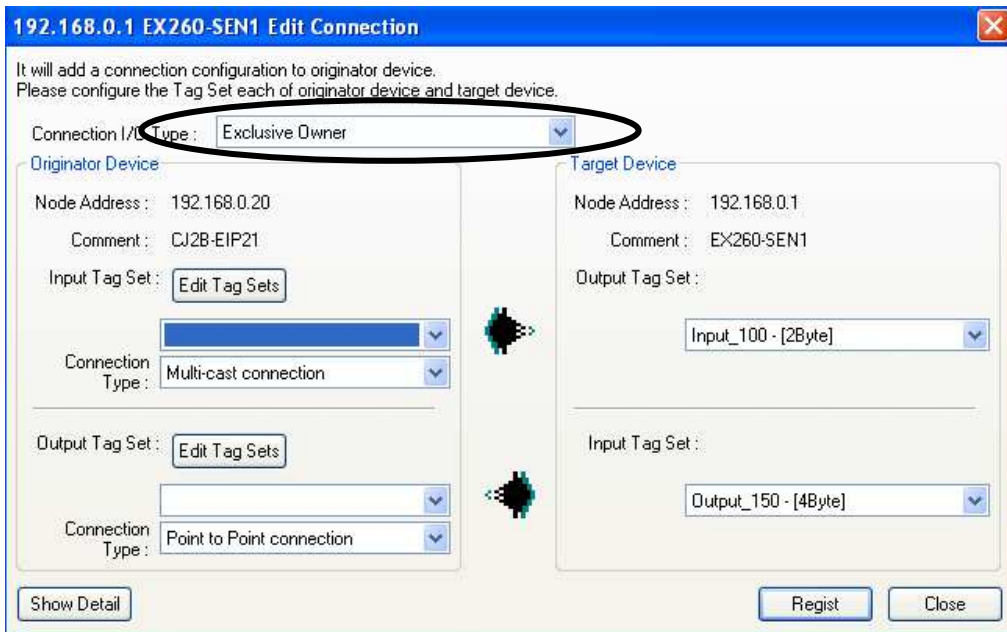 192.168.0.1 EX260-SEN1 Edit Connection
It will add a connection configuration to originator device.
Please configure the Tag Set each of originator device and target device.
Connection I/O Type : Exclusive Owner
Originator Device
Node Address : 192.168.0.20
Comment : CJ2B-EIP21
Input Tag Set : Edit Tag Sets
Connection Type : Multi-cast connection
Output Tag Set : Edit Tag Sets
Connection Type : Point to Point connection
Target Device
Node Address : 192.168.0.1
Comment : EX260-SEN1
Output Tag Set :
Input_100 - [2Byte]
Input Tag Set :
Output_150 - [4Byte]
Show Detail
Regist
Close